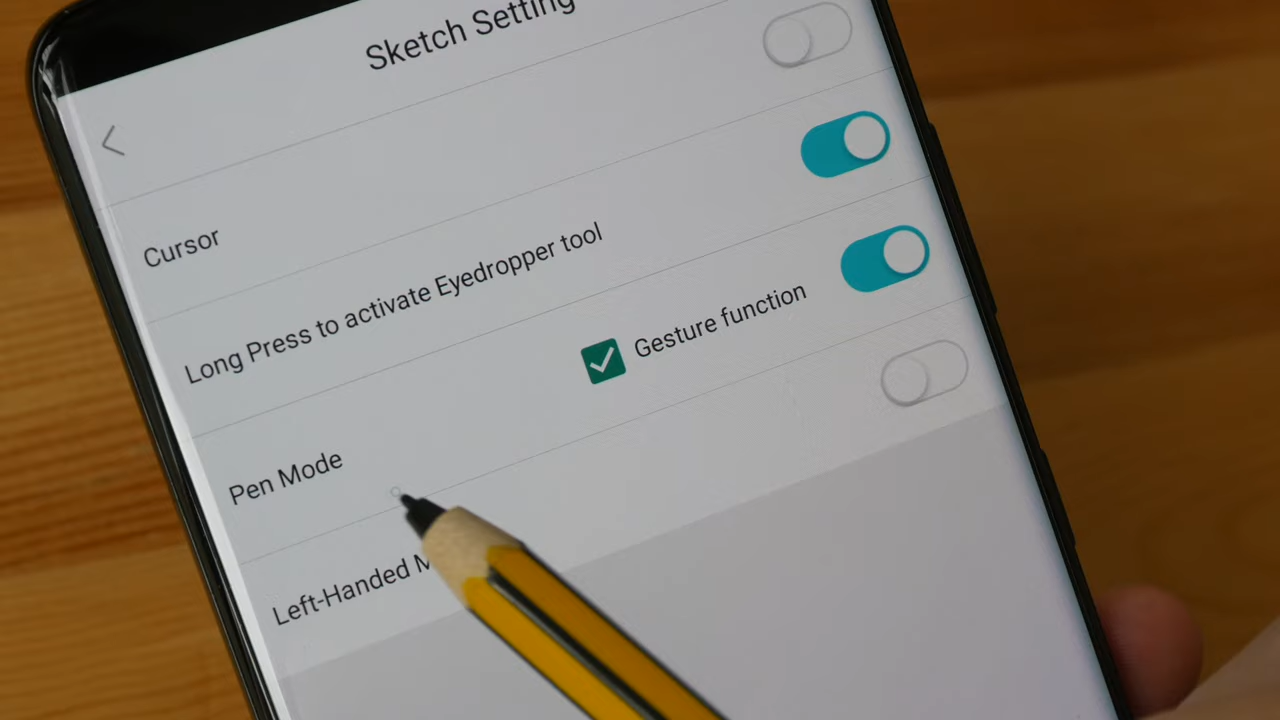 Sketch Setting
Cursor
Long Press to activate Eyedropper tool
Pen Mode
Gesture function
Left-Handed